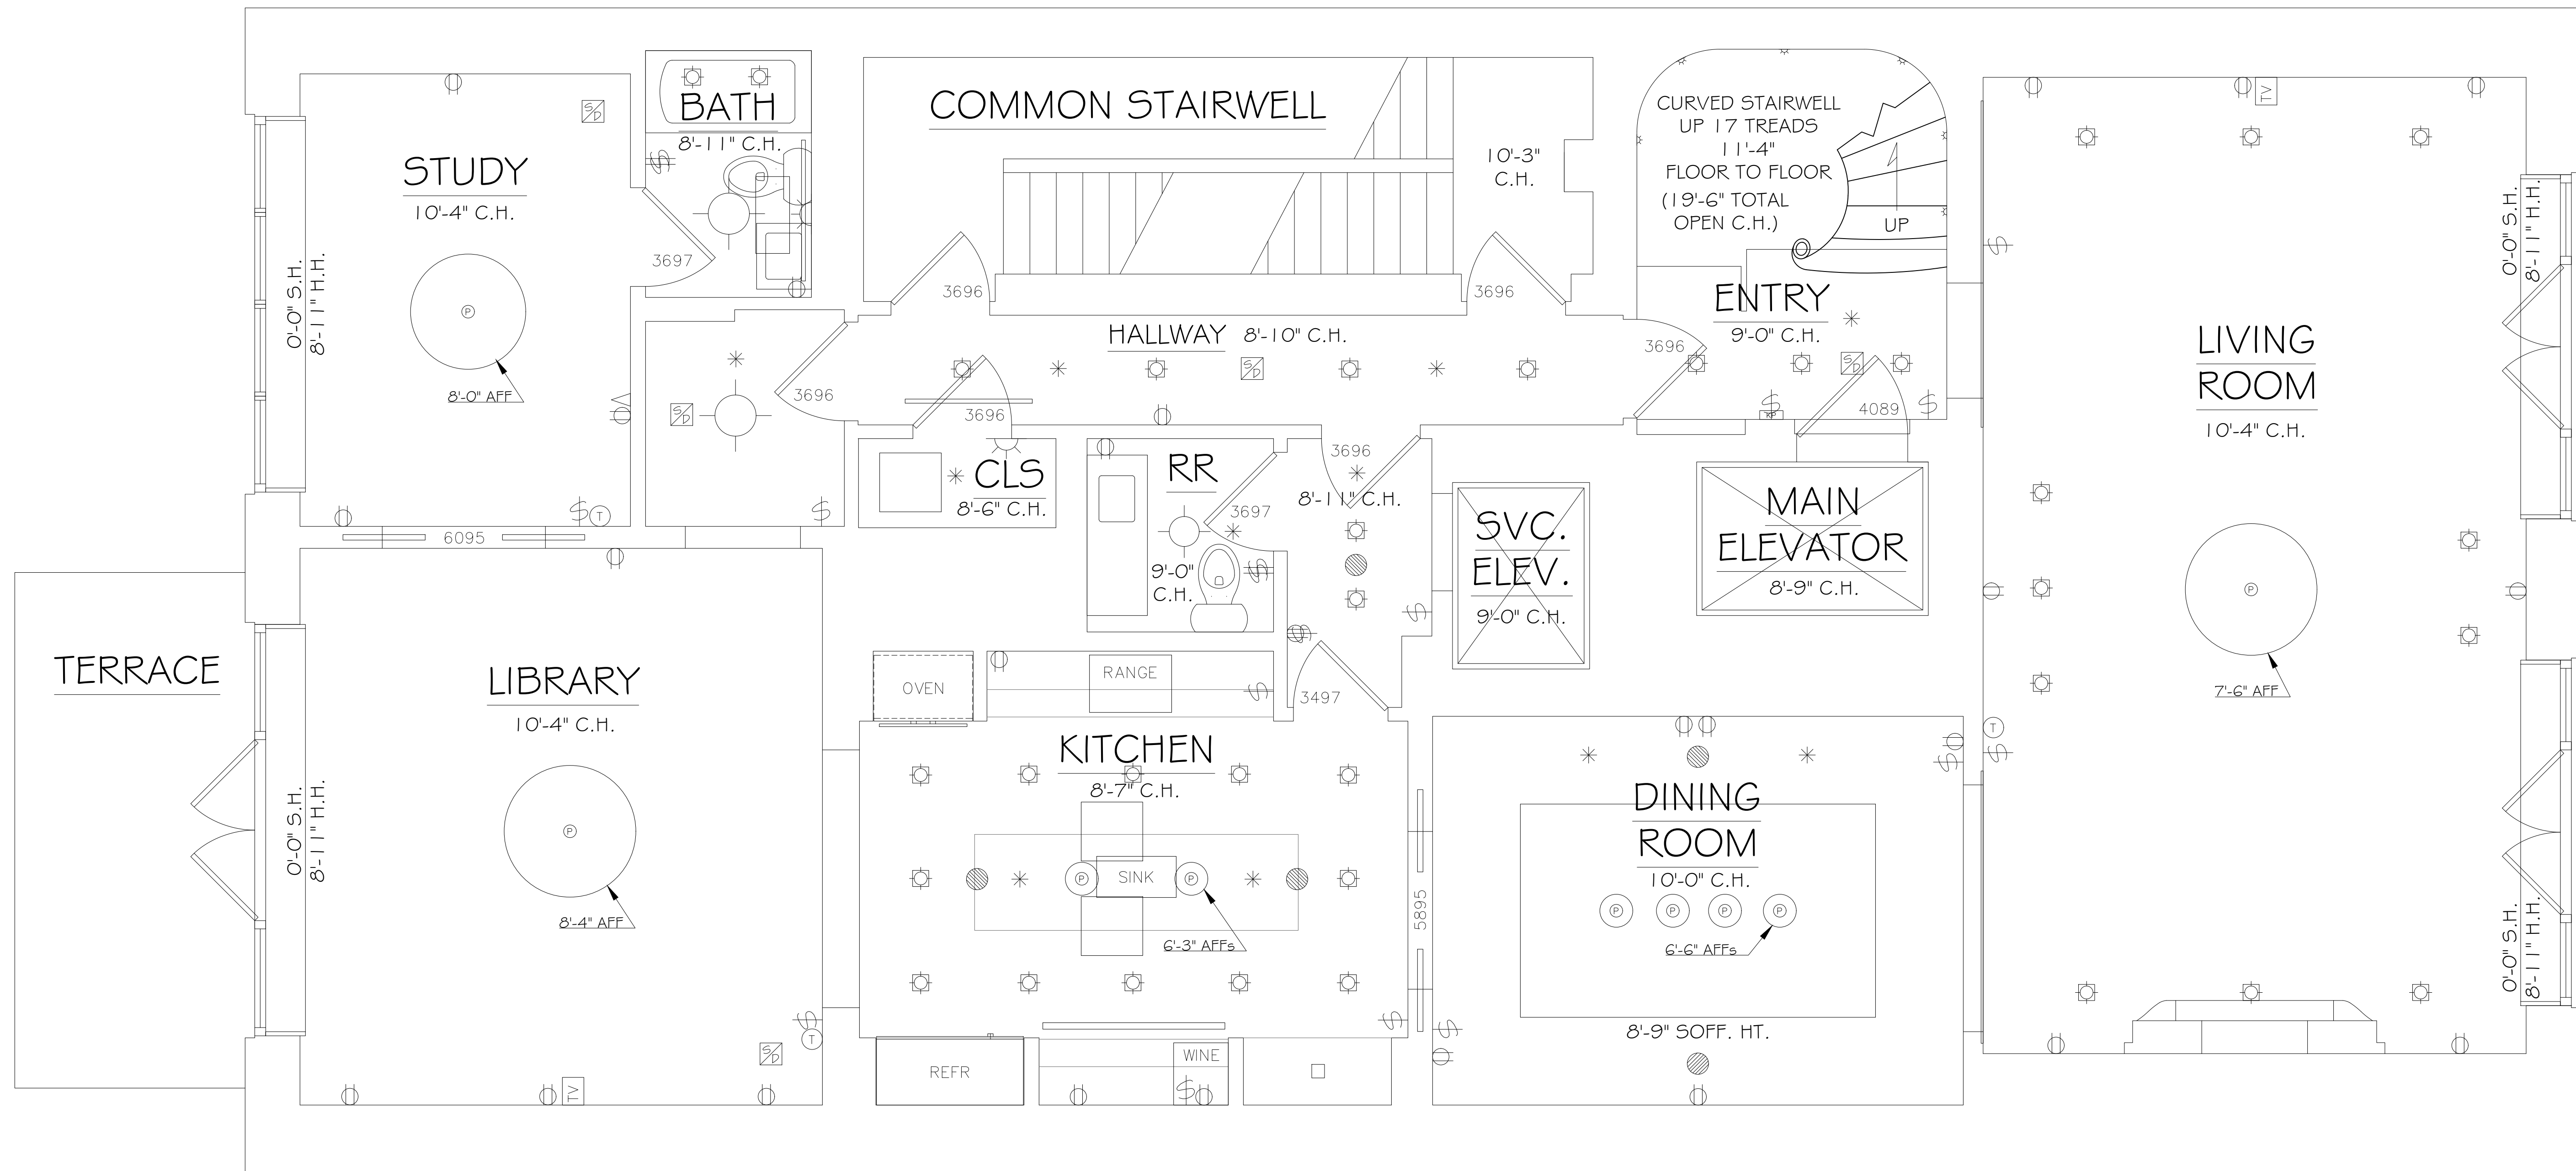 BATH
8'-11" C.H.
S/D
STUDY
10'-4" C.H.
P
8'-0" AFF
0'-0" S.H.
8'-11" H.H.
3697
COMMON STAIRWELL
10'-3"
C.H.
3696
3696
CURVED STAIRWELL
UP 17 TREADS
11'-4"
FLOOR TO FLOOR
(19'-6" TOTAL
OPEN C.H.)
UP
ENTRY
9'-0" C.H.
S/D
KP
4089
3696
HALLWAY 8'-10" C.H.
S/D
3696
3696
S/D
TV
LIVING
ROOM
10'-4" C.H.
P
7'-6" AFF
T
0'-0" S.H.
8'-11" H.H.
0'-0" S.H.
8'-11" H.H.
CLS
8'-6" C.H.
RR
9'-0"
C.H.
3697
3696
8'-11" C.H.
SVC.
ELEV.
9'-0" C.H.
MAIN
ELEVATOR
8'-9" C.H.
T
6095
TERRACE
LIBRARY
10'-4" C.H.
P
8'-4" AFF
0'-0" S.H.
8'-11" H.H.
T
S/D
TV
OVEN
RANGE
3497
KITCHEN
8'-7" C.H.
P
SINK
P
6'-3" AFFs
REFR
WINE
5895
DINING
ROOM
10'-0" C.H.
P
P
P
P
6'-6" AFFs
8'-9" SOFF. HT.